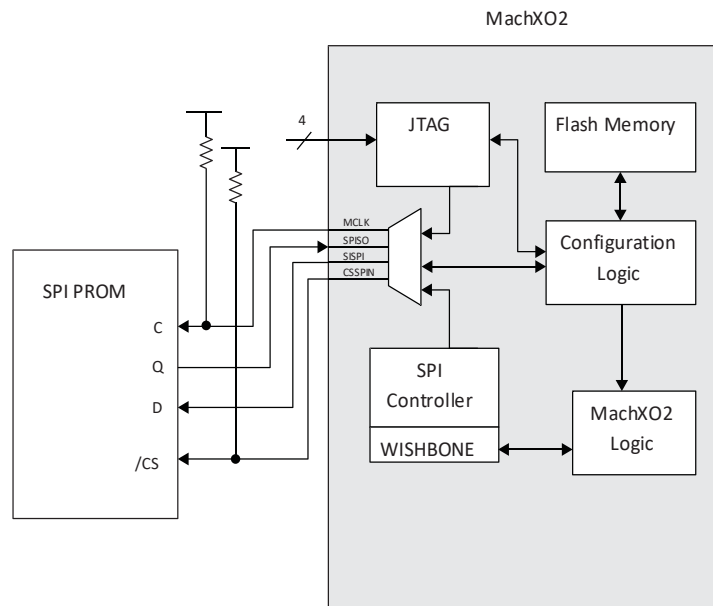 MachXO2
4
JTAG
Flash Memory
MCLK
SPISO
SISPI
CSSPIN
Configuration
Logic
SPI PROM
C
Q
D
/CS
SPI
Controller
WISHBONE
MachXO2
Logic